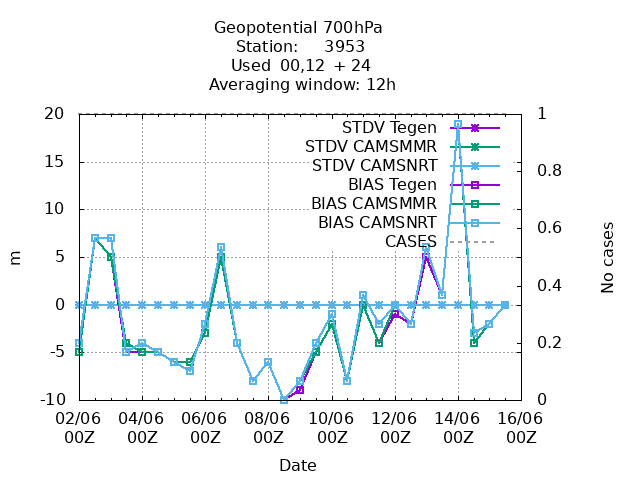 Geopotential 700hPa
Station: 3953
Used 00,12 + 24
Averaging window: 12h
20
15
10
5
0
-5
-10
m
1
0.8
0.6
0.4
0.2
0
No cases
STDV Tegen
STDV CAMSMMR
STDV CAMSNRT
BIAS Tegen
BIAS CAMSMMR
BIAS CAMSNRT
CASES
02/06 04/06 06/06 08/06 10/06 12/06 14/06 16/06
00Z 00Z 00Z 00Z 00Z 00Z 00Z 00Z
Date